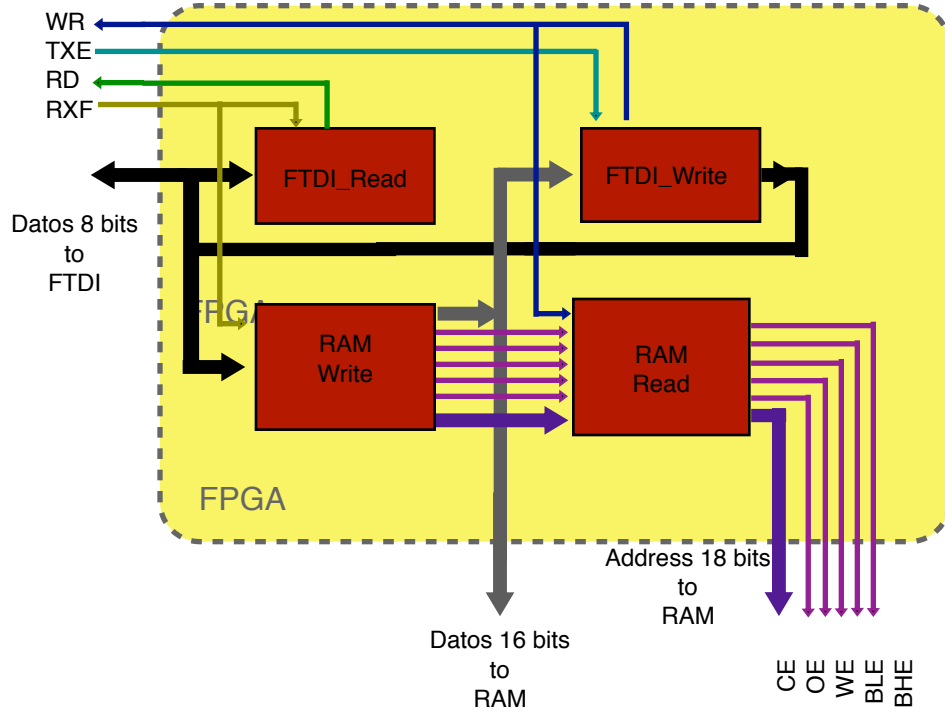 WR
TXE
RD
RXF
FTDI_Read
FTDI_Write
Datos 8 bits
to
FTDI
FPGA
RAM
Write
RAM
Read
FPGA
Address 18 bits
to
RAM
Datos 16 bits
to
RAM
CE
OE
WE
BLE
BHE